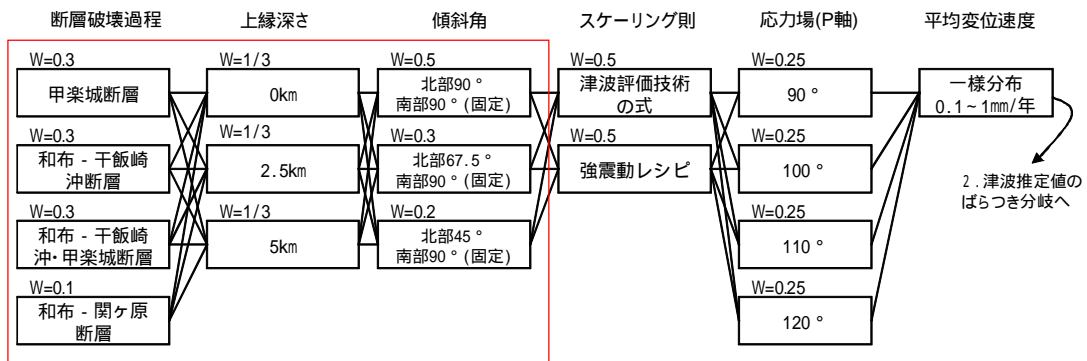 断層破壊過程
上縁深さ
傾斜角
スケーリング則
応力場(P軸)
平均変位速度
W=0.3
甲楽城断層
W=0.3
和布 - 干飯崎
沖断層
W=0.3
和布 - 干飯崎
沖・甲楽城断層
W=0.1
和布 - 関ヶ原
断層
W=1/3
0km
W=1/3
2.5km
W=1/3
5km
W=0.5
北部90°
南部90°(固定)
W=0.3
北部67.5°
南部90°(固定)
W=0.2
北部45°
南部90°(固定)
W=0.5
津波評価技術
の式
W=0.5
強震動レシピ
W=0.25
90°
W=0.25
100°
W=0.25
110°
W=0.25
120°
一様分布
0.1~1mm/年
2.津波推定値の
ばらつき分岐へ